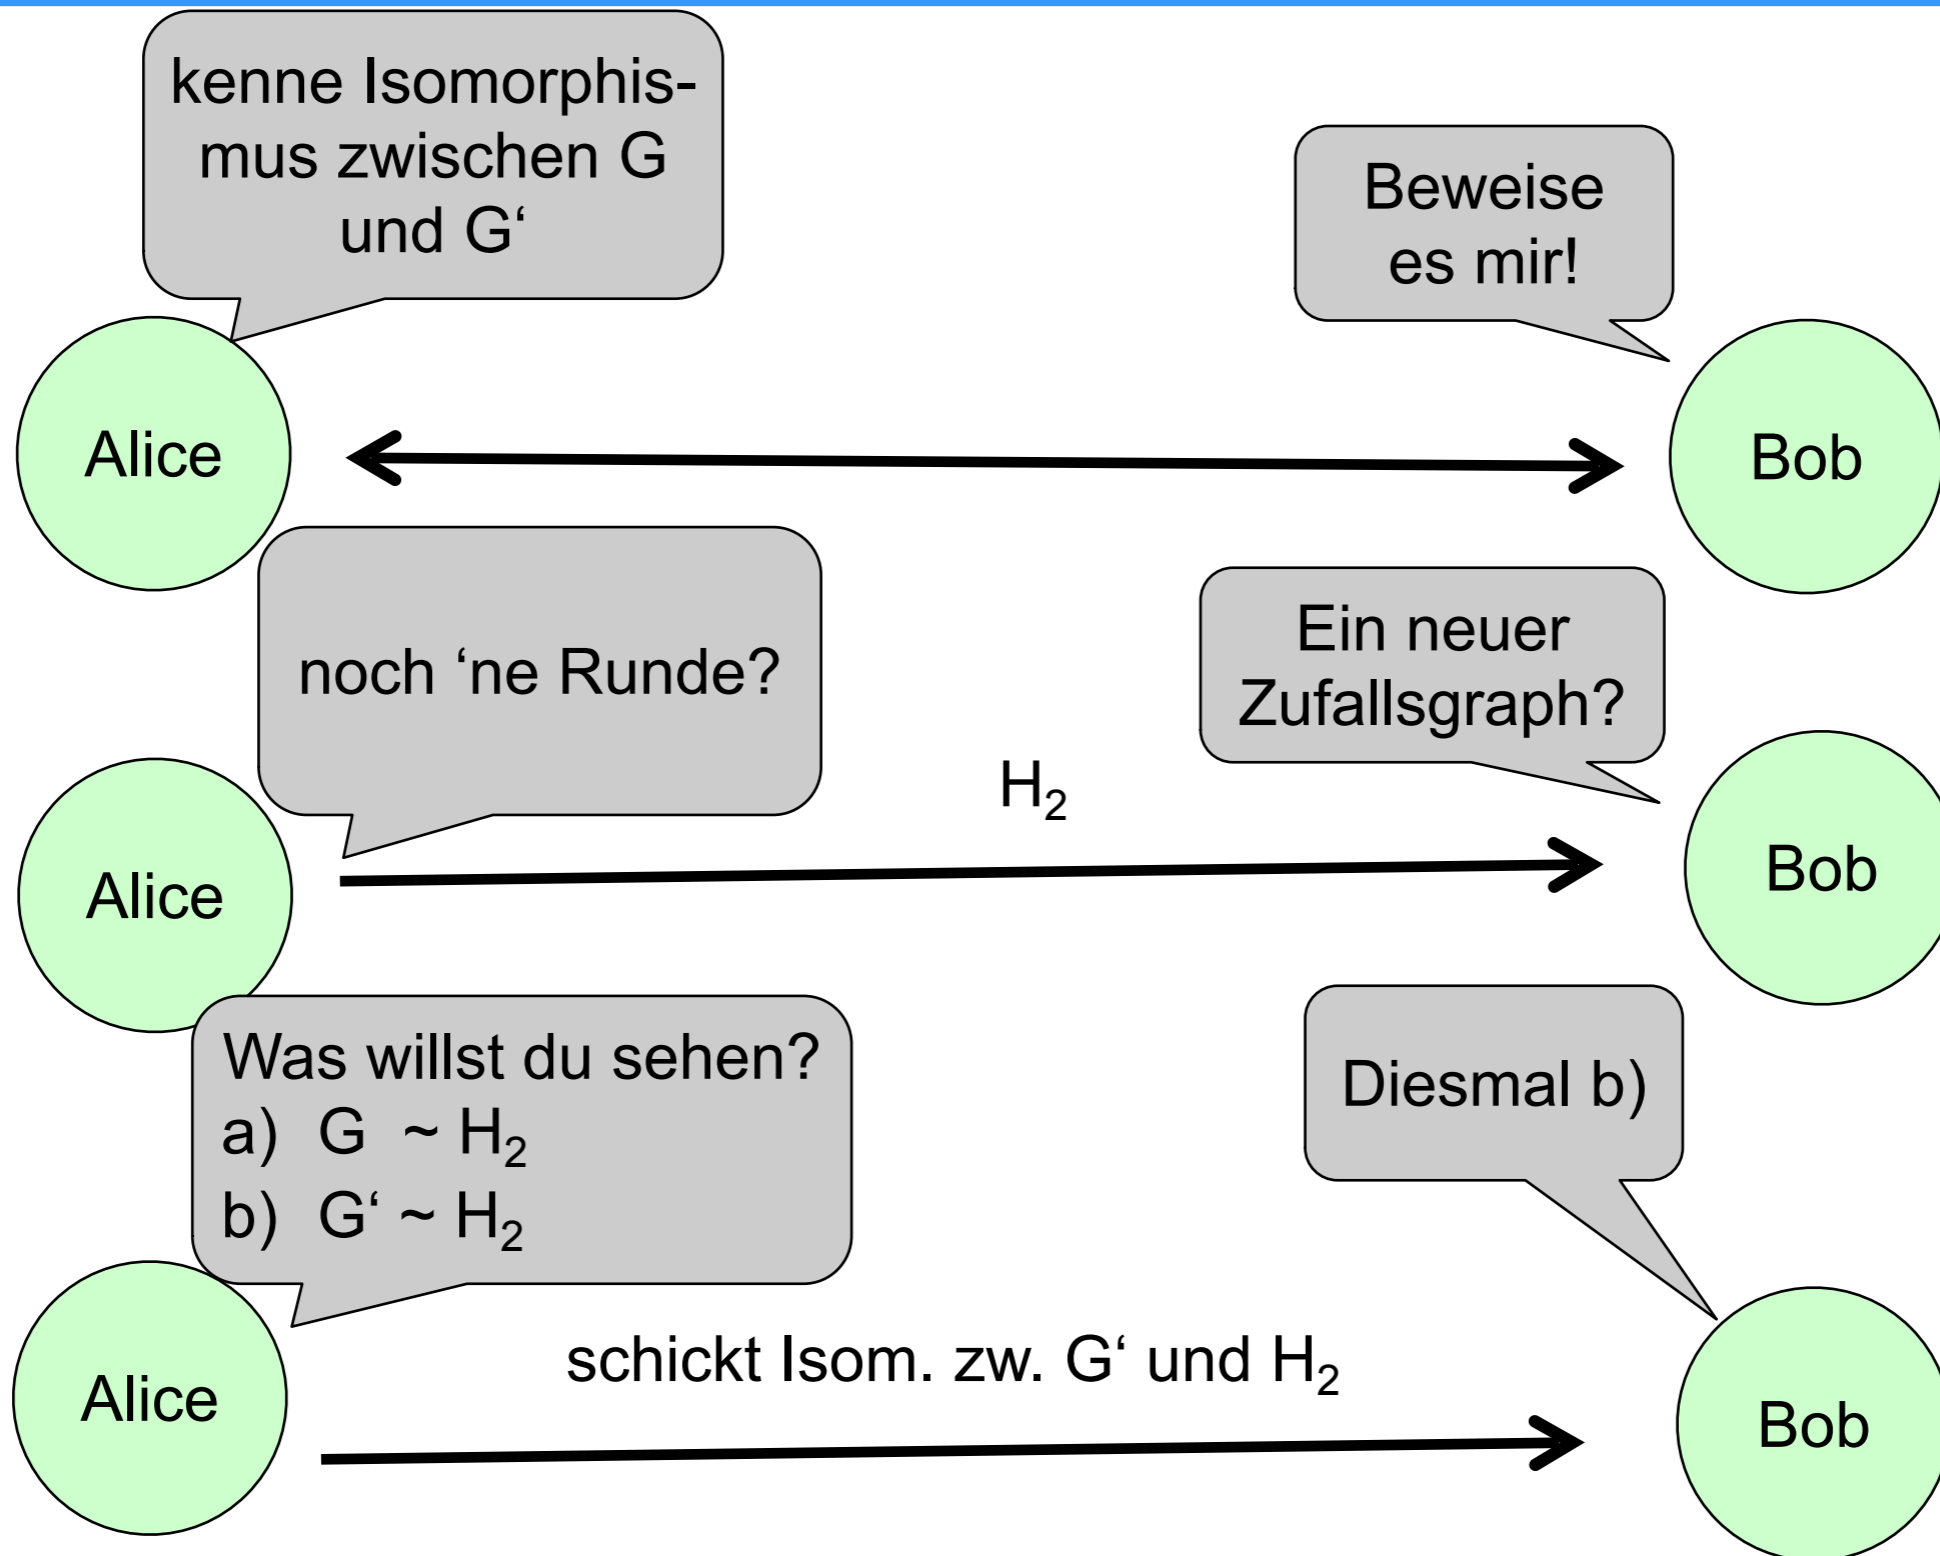 kenne Isomorphis-
mus zwischen G
und G‘
Beweise
es mir!
Alice
Bob
noch ‘ne Runde?
Ein neuer
Zufallsgraph?
H₂
Alice
Bob
Was willst du sehen?
a) G ~ H₂
b) G‘ ~ H₂
Diesmal b)
schickt Isom. zw. G‘ und H₂
Alice
Bob